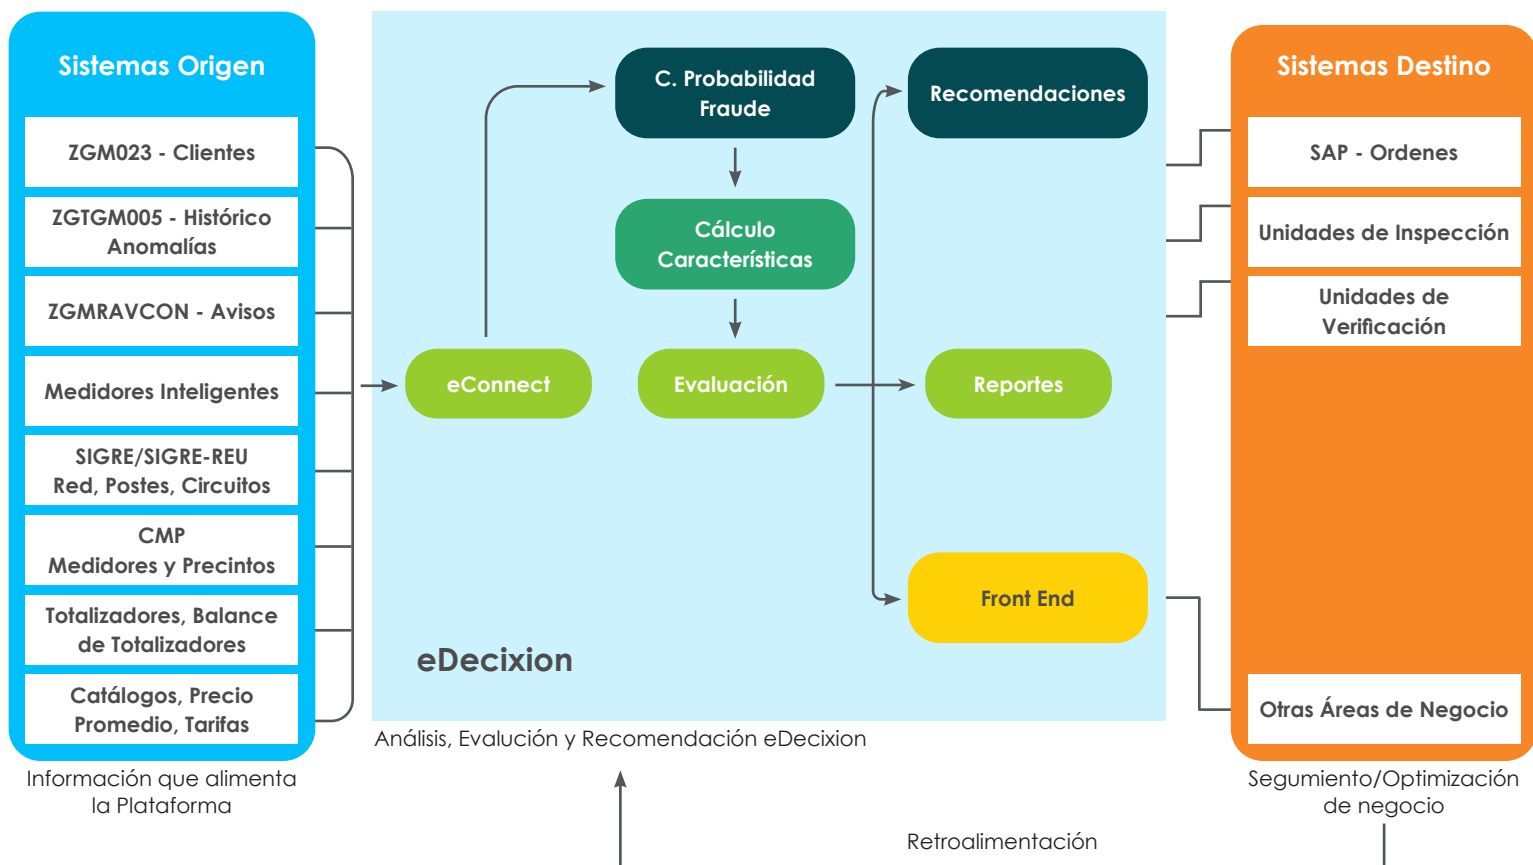 Sistemas Origen
ZGM023 - Clientes
ZGTGM005 - Histórico
Anomalías
ZGMRAVCON - Avisos
Medidores Inteligentes
SIGRE/SIGRE-REU
Red, Postes, Circuitos
CMP
Medidores y Precintos
Totalizadores, Balance
de Totalizadores
Catálogos, Precio
Promedio, Tarifas
Información que alimenta
la Plataforma
eConnect
C. Probabilidad
Fraude
Cálculo
Características
Evaluación
Recomendaciones
Reportes
Front End
eDecixion
Análisis, Evalución y Recomendación eDecixion
Sistemas Destino
SAP - Ordenes
Unidades de Inspección
Unidades de
Verificación
Otras Áreas de Negocio
Segumiento/Optimización
de negocio
Retroalimentación